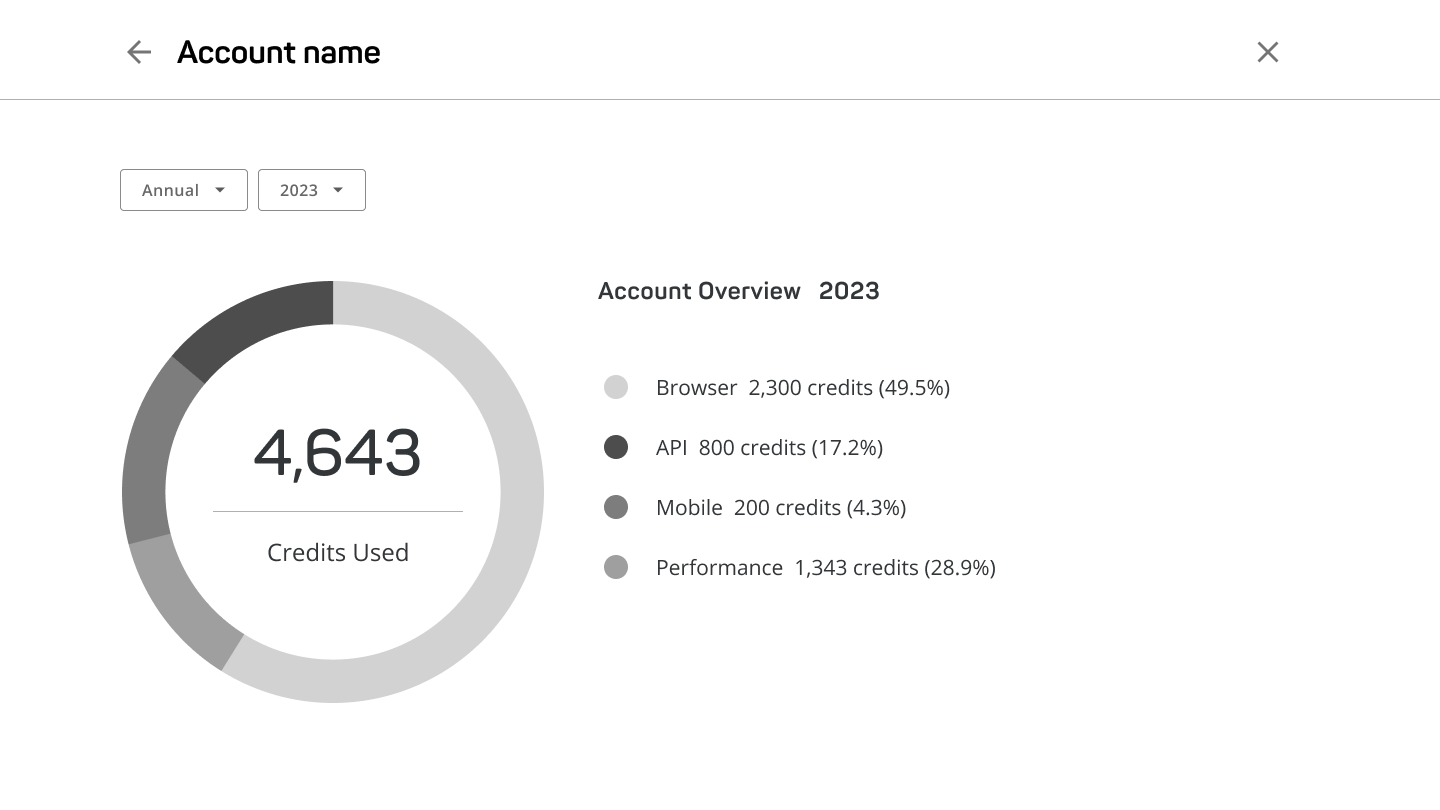 Account name
Annual
2023
Account Overview 2023
4,643
Credits Used
Browser 2,300 credits (49.5%)
API 800 credits (17.2%)
Mobile 200 credits (4.3%)
Performance 1,343 credits (28.9%)